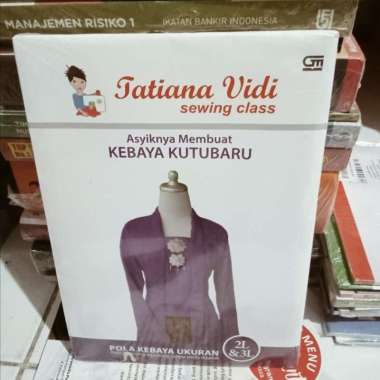 MANAJEMEN RISIKO 1
IKATAN BANKIR INDONESIA
Tatiana Vidi
sewing class
Asyiknya Membuat
KEBAYA KUTUBARU
POLA KEBAYA UKURAN
2L
&3L
MENU